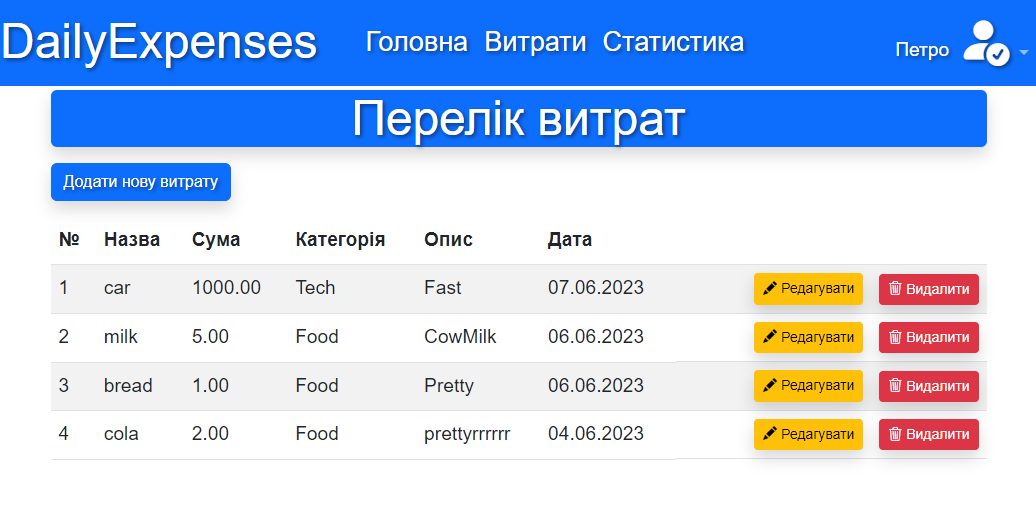 DailyExpenses Головна Витрати Статистика Петро
Перелік витрат
Додати нову витрату
№ Назва Сума Категорія Опис Дата
1 car 1000.00 Tech Fast 07.06.2023 Редагувати Видалити
2 milk 5.00 Food CowMilk 06.06.2023 Редагувати Видалити
3 bread 1.00 Food Pretty 06.06.2023 Редагувати Видалити
4 cola 2.00 Food prettyrrrrrr 04.06.2023 Редагувати Видалити